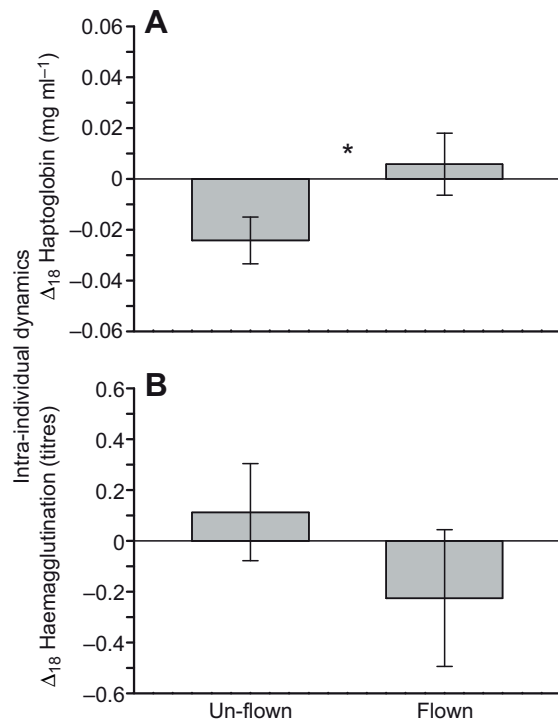 A
0.06
0.04
0.02
0
–0.02
–0.04
–0.06
*
Δ18 Haptoglobin (mg ml–1)
Intra-individual dynamics
B
0.6
0.4
0.2
0
–0.2
–0.4
–0.6
Δ18 Haemagglutination (titres)
Un-flown Flown